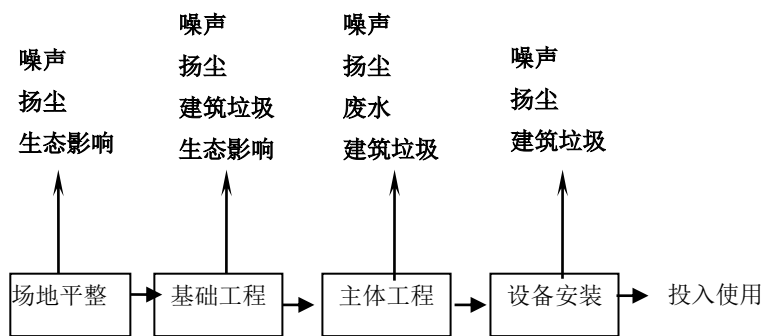 噪声
扬尘
生态影响
噪声
扬尘
建筑垃圾
生态影响
噪声
扬尘
废水
建筑垃圾
噪声
扬尘
建筑垃圾
场地平整
基础工程
主体工程
设备安装
投入使用